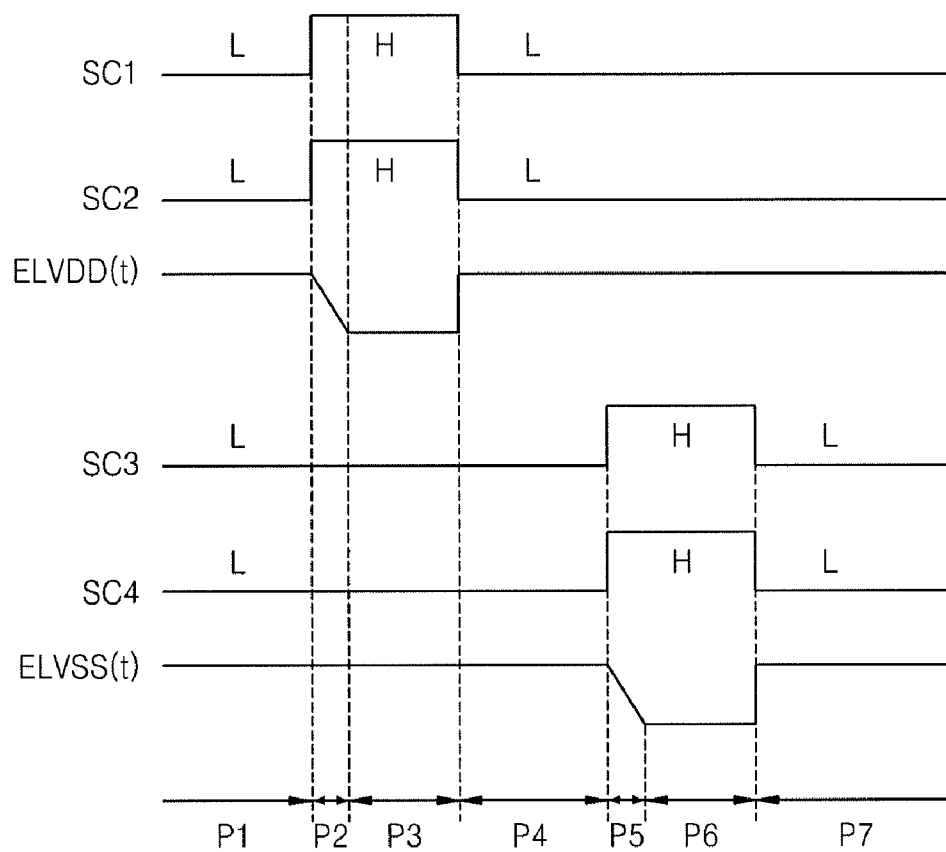 L H L
SC1
L H L
SC2
ELVDD(t)
L H L
SC3
L H L
SC4
ELVSS(t)
P1 P2 P3 P4 P5 P6 P7